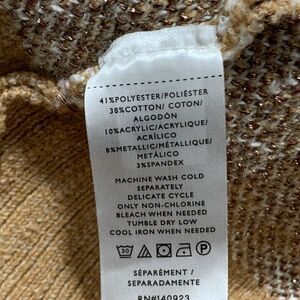 41%POLYESTER/POLIÉSTER
38%COTTON/ COTON/
ALGODÓN
10%ACRYLIC/ACRYLIQUE/
ACRÍLICO
8%METALLIC/MÉTALLIQUE/
METÁLICO
3%SPANDEX
MACHINE WASH COLD
SEPARATELY
DELICATE CYCLE
ONLY NON-CHLORINE
BLEACH WHEN NEEDED
TUMBLE DRY LOW
COOL IRON WHEN NEEDED
30 P
SÉPARÉMENT /
SEPARADAMENTE
RN#140923